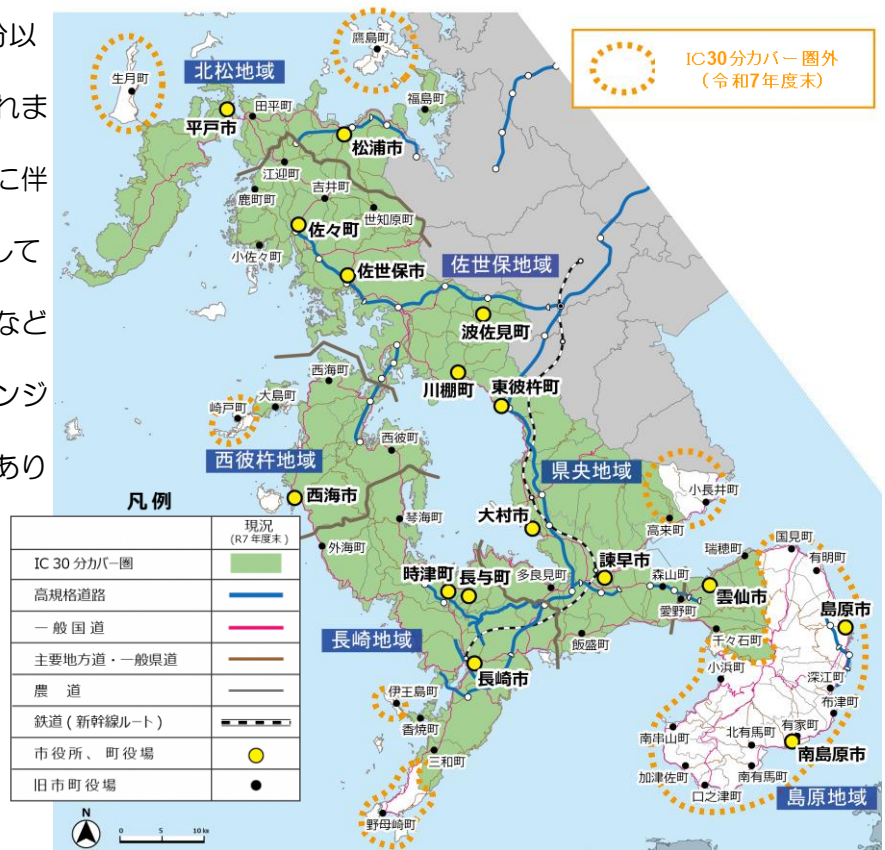 分以
れま
に伴
して
など
ンジ
あり
IC30分カバー圏外
(令和7年度末)
鷹島町
生月町
北松地域
福島町
田平町
平戸市
松浦市
江迎町
吉井町
鹿町町
世知原町
佐々町
小佐々町
佐世保地域
佐世保市
波佐見町
西海町
川棚町
東彼杵町
大島町
崎戸町
西彼町
西彼杵地域
県央地域
小長井町
西海市
大村市
高来町
琴海町
外海町
国見町
瑞穂町
有明町
諫早市
時津町
長与町
多良見町
森山町
雲仙市
愛野町
島原市
長崎地域
飯盛町
千々石町
小浜町
長崎市
深江町
伊王島町
布津町
香焼町
南串山町
北有馬町
有家町
三和町
南島原市
加津佐町
南有馬町
口之津町
島原地域
野母崎町
凡例
現況
(R7年度末)
IC 30分カバー圏
高規格道路
一般国道
主要地方道・一般県道
農 道
鉄道(新幹線ルート)
市役所、町役場
旧市町役場
N
0 5 10km